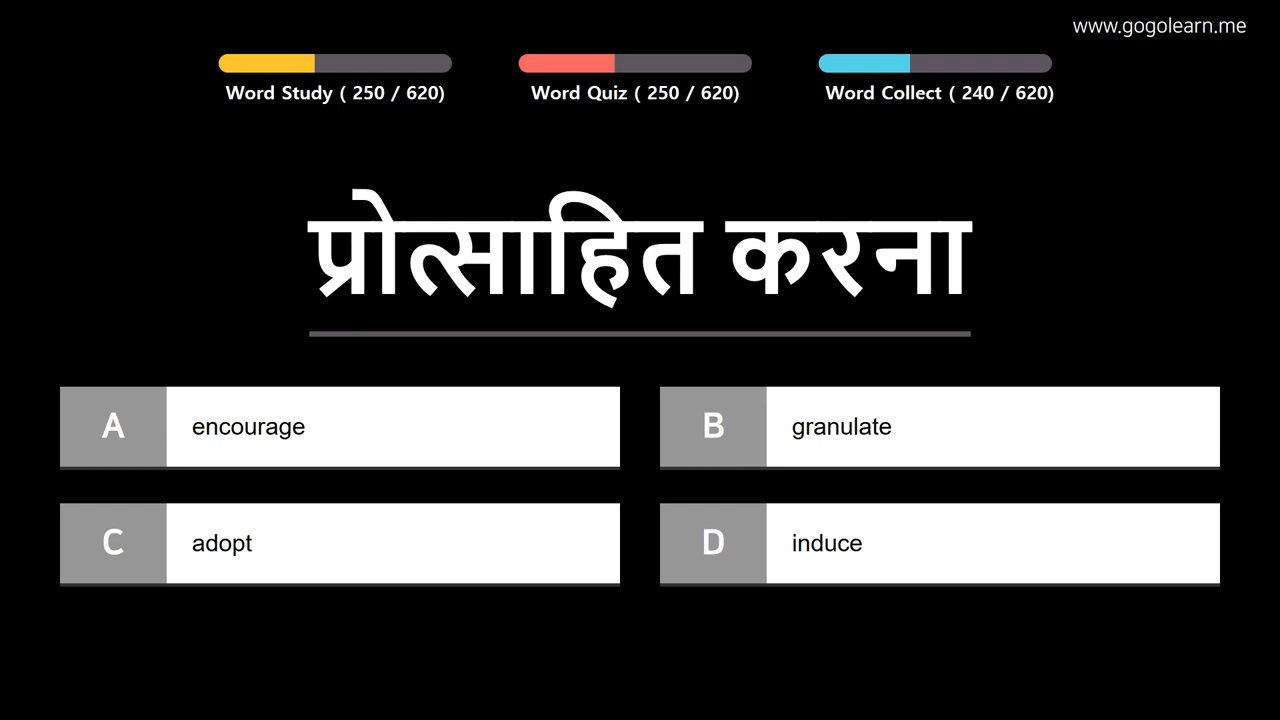 www.gogolearn.me
Word Study ( 250 / 620)
Word Quiz ( 250 / 620)
Word Collect ( 240 / 620)
प्रोत्साहित करना
A encourage
B granulate
C adopt
D induce